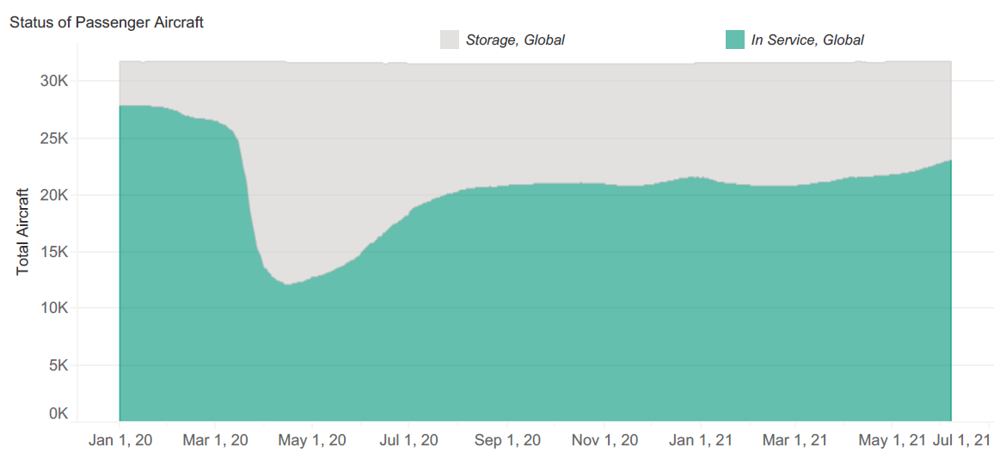 Status of Passenger Aircraft
Storage, Global
In Service, Global
Total Aircraft
30K
25K
20K
15K
10K
5K
0K
Jan 1, 20
Mar 1, 20
May 1, 20
Jul 1, 20
Sep 1, 20
Nov 1, 20
Jan 1, 21
Mar 1, 21
May 1, 21
Jul 1, 21